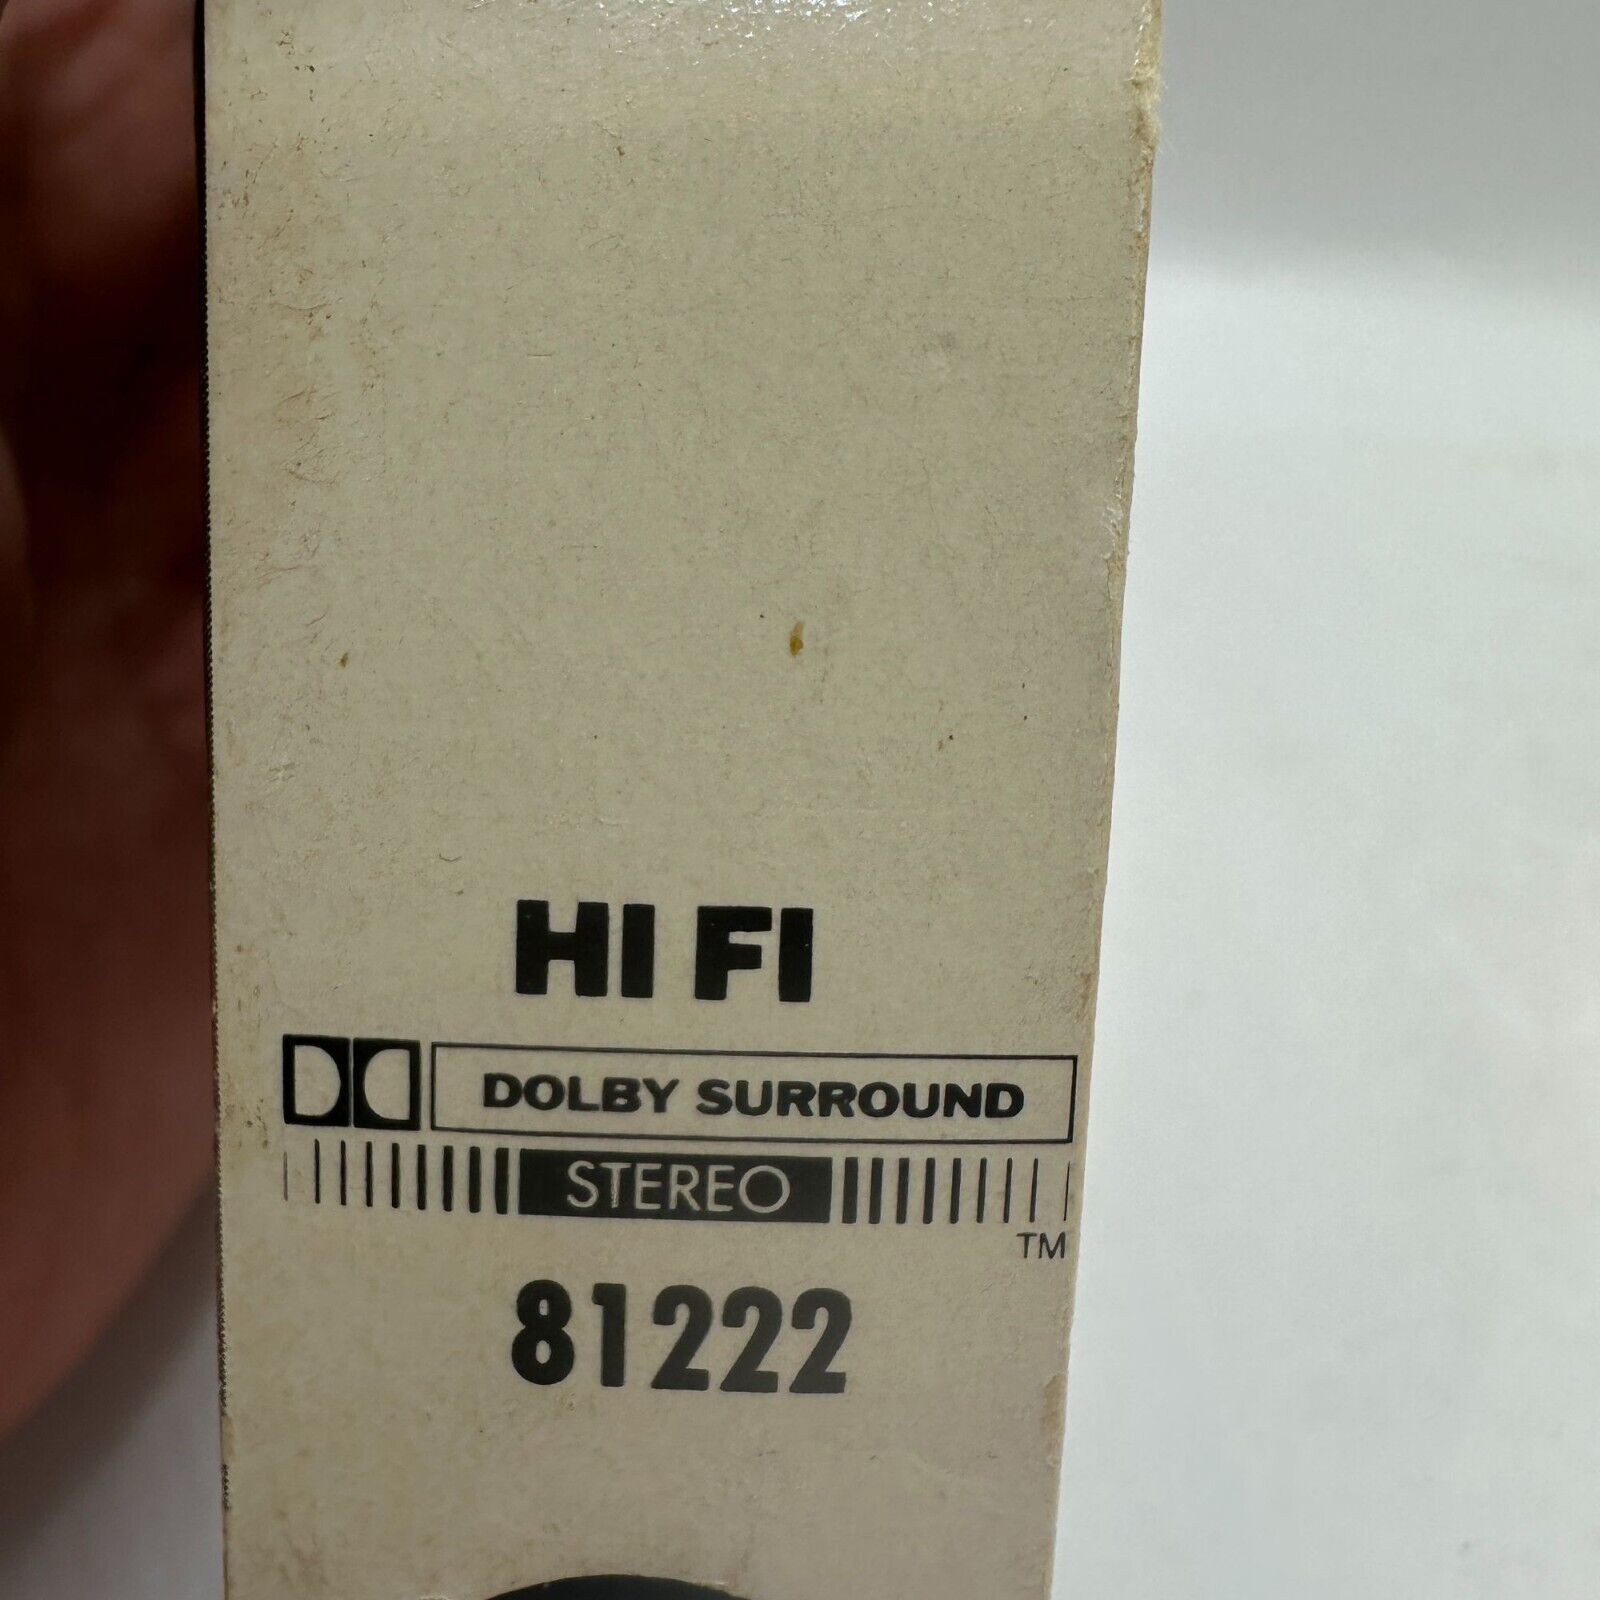 HI FI
DOLBY SURROUND
STEREO
TM
81222